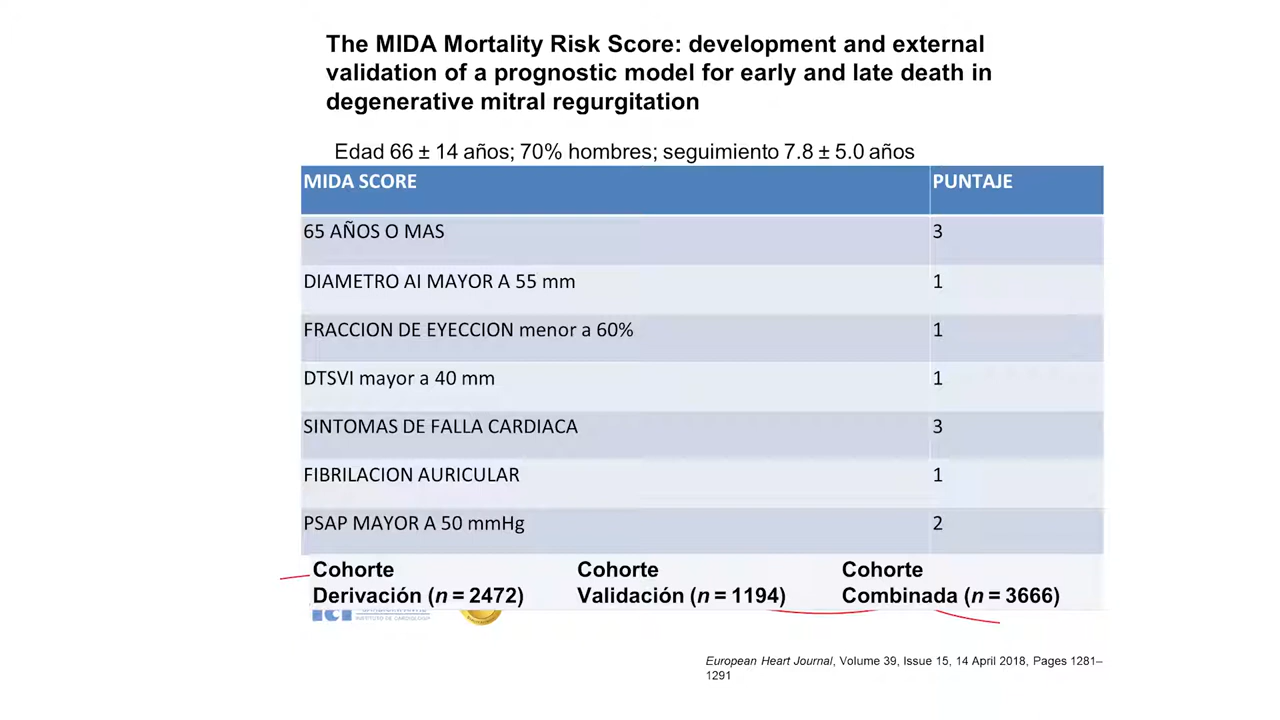 The MIDA Mortality Risk Score: development and external
validation of a prognostic model for early and late death in
degenerative mitral regurgitation
Edad 66 ± 14 años; 70% hombres; seguimiento 7.8 ± 5.0 años
MIDA SCORE PUNTAJE
65 AÑOS O MAS 3
DIAMETRO AI MAYOR A 55 mm 1
FRACCION DE EYECCION menor a 60% 1
DTSVI mayor a 40 mm 1
SINTOMAS DE FALLA CARDIACA 3
FIBRILACION AURICULAR 1
PSAP MAYOR A 50 mmHg 2
Cohorte Cohorte Cohorte
Derivación (n = 2472) Validación (n = 1194) Combinada (n = 3666)
INSTITUTO DE CARDIOLOGIA
European Heart Journal, Volume 39, Issue 15, 14 April 2018, Pages 1281–
1291